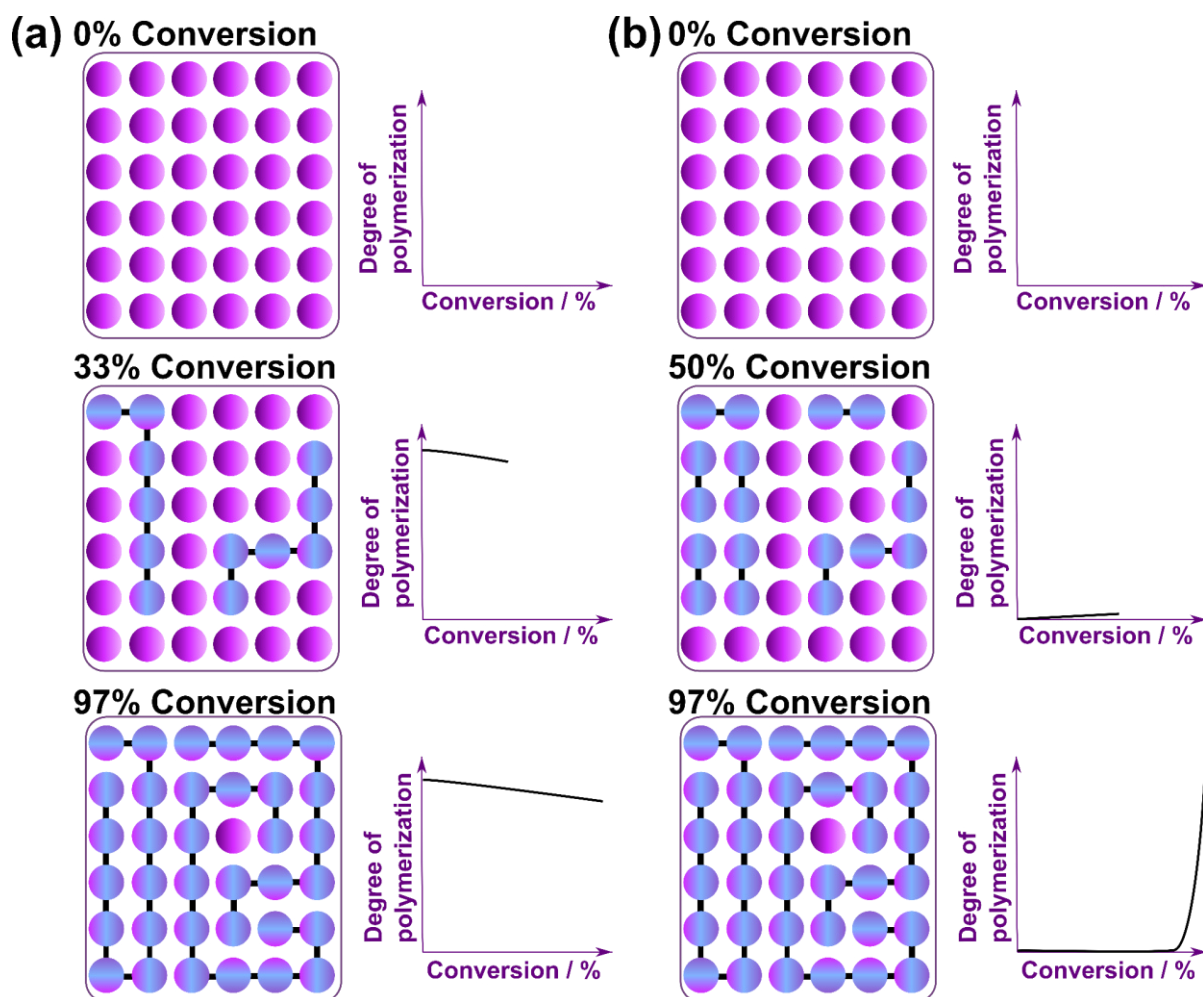 (a) 0% Conversion
Degree of
polymerization
Conversion / %
33% Conversion
Degree of
polymerization
Conversion / %
97% Conversion
Degree of
polymerization
Conversion / %
(b) 0% Conversion
Degree of
polymerization
Conversion / %
50% Conversion
Degree of
polymerization
Conversion / %
97% Conversion
Degree of
polymerization
Conversion / %